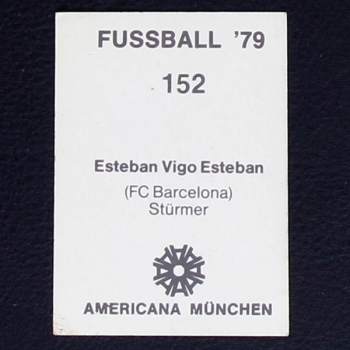 FUSSBALL '79
152
Esteban Vigo Esteban
(FC Barcelona)
Stürmer
AMERICANA MÜNCHEN